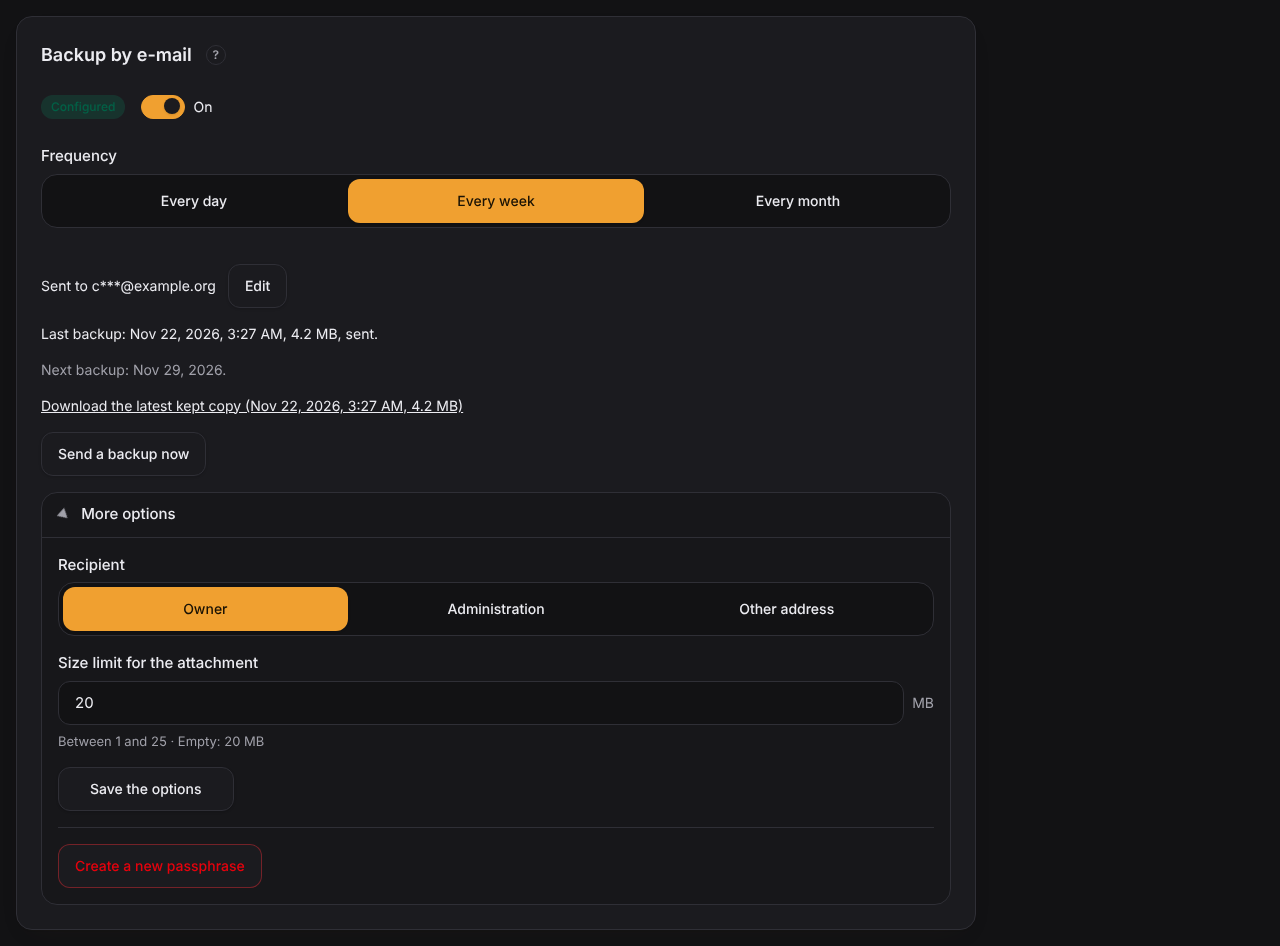 Backup by e-mail ?
Configured On
Frequency
Every day Every week Every month
Sent to c***@example.org Edit
Last backup: Nov 22, 2026, 3:27 AM, 4.2 MB, sent.
Next backup: Nov 29, 2026.
Download the latest kept copy (Nov 22, 2026, 3:27 AM, 4.2 MB)
Send a backup now
More options
Recipient
Owner Administration Other address
Size limit for the attachment
20 MB
Between 1 and 25 · Empty: 20 MB
Save the options
Create a new passphrase